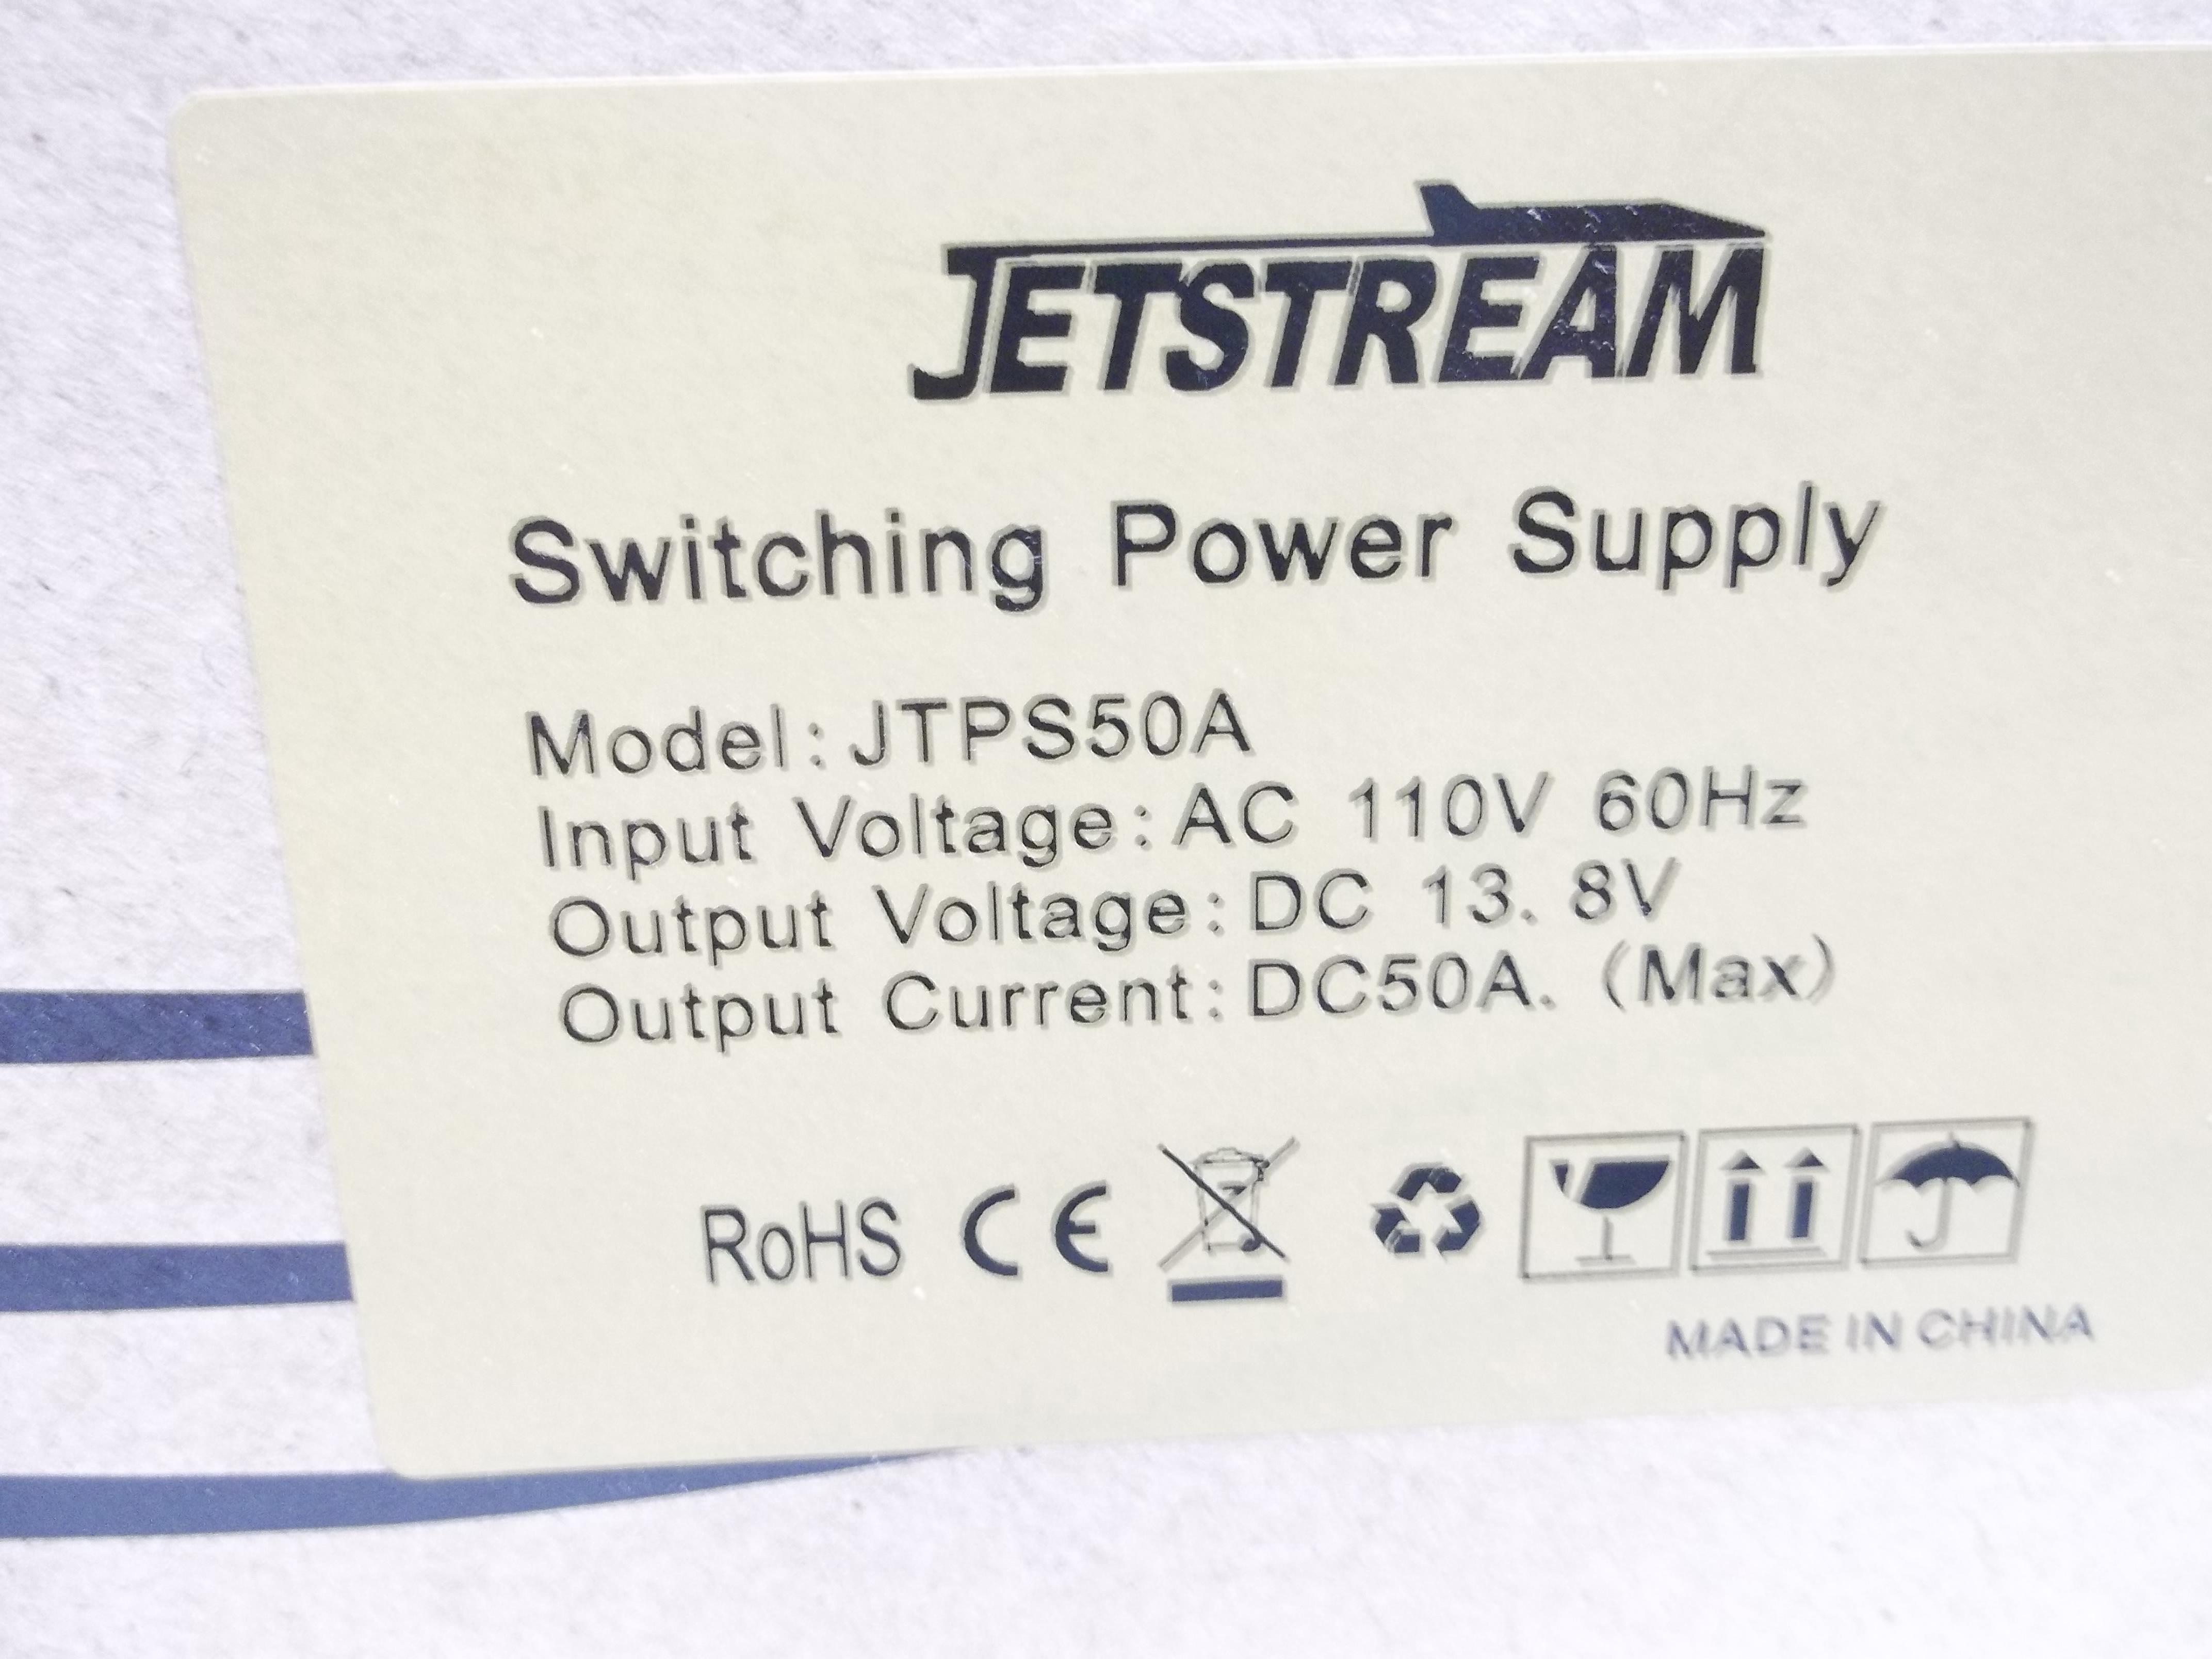 JETSTREAM
Switching Power Supply
Model: JTPS50A
Input Voltage: AC 110V 60Hz
Output Voltage: DC 13. 8V
Output Current: DC50A. (Max)
RoHS CE
MADE IN CHINA